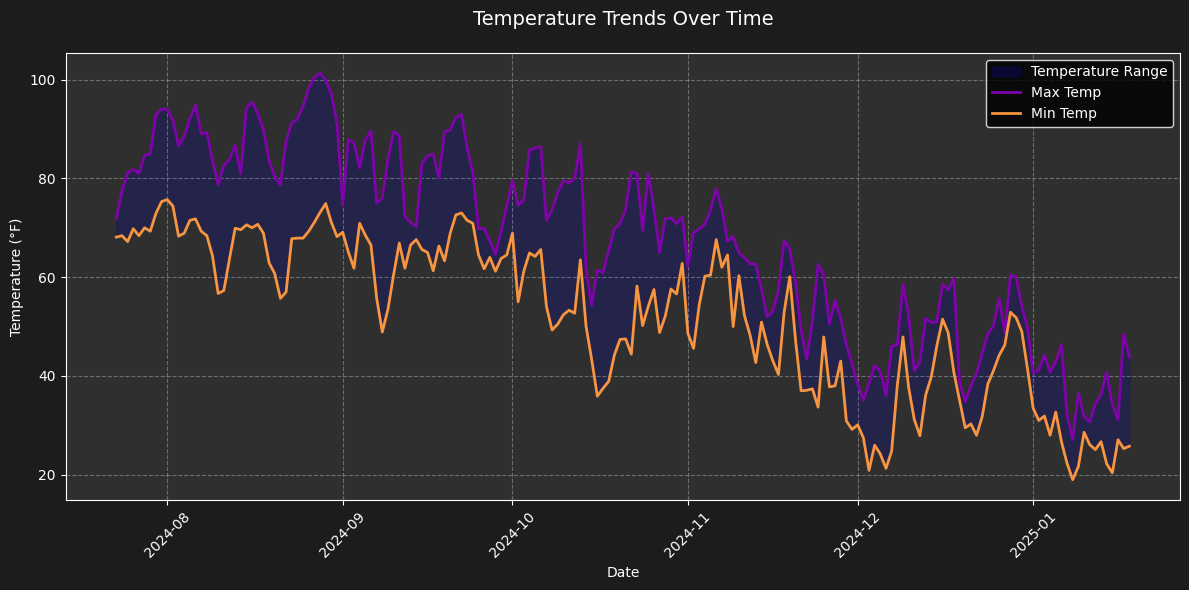 Temperature Trends Over Time
Temperature Range
Max Temp
Min Temp
Temperature (°F)
100
80
60
40
20
2024-08
2024-09
2024-10
2024-11
2024-12
2025-01
Date